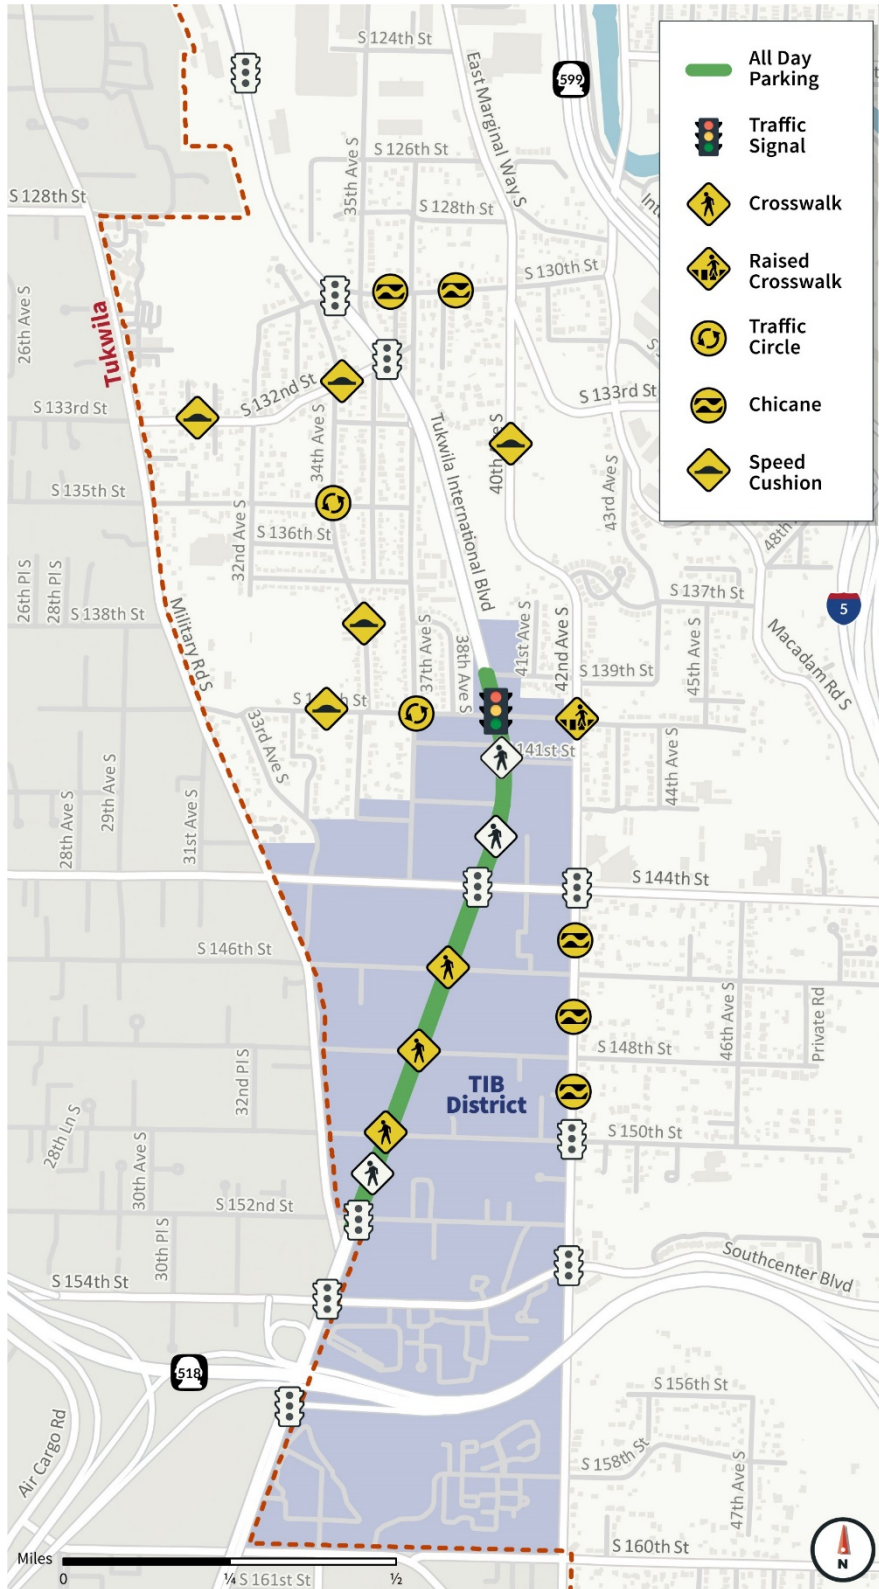 S 124th St
599
All Day
Parking
Traffic
Signal
Crosswalk
Raised
Crosswalk
Traffic
Circle
Chicane
Speed
Cushion
East Marginal Way S
S 126th St
35th Ave S
S 128th St
S 128th St
S 130th St
26th Ave S
Tukwila
S 132nd St
S 133rd St
S 133rd St
34th Ave S
Tukwila International Blvd
40th
S
43rd Ave S
S 135th St
S 136th St
32nd Ave S
48th
26th Pl S
28th Pl S
S 137th St
5
S 138th St
Military Rd S
37th Ave S
38th Ave S
41st Ave S
42nd Ave S
S 139th St
45th Ave S
Macadam Rd S
S
St
33rd Ave S
141st St
44th Ave S
28th Ave S
29th Ave S
31st Ave S
S 144th St
S 146th St
46th Ave S
Private Rd
S 148th St
32nd Pl S
TIB
District
28th Ln S
30th Ave S
S 150th St
S 152nd St
30th Pl S
S 154th St
Southcenter Blvd
518
S 156th St
Air Cargo Rd
S 158th St
47th Ave S
S 160th St
N
Miles
0
¼
½
S 161st St